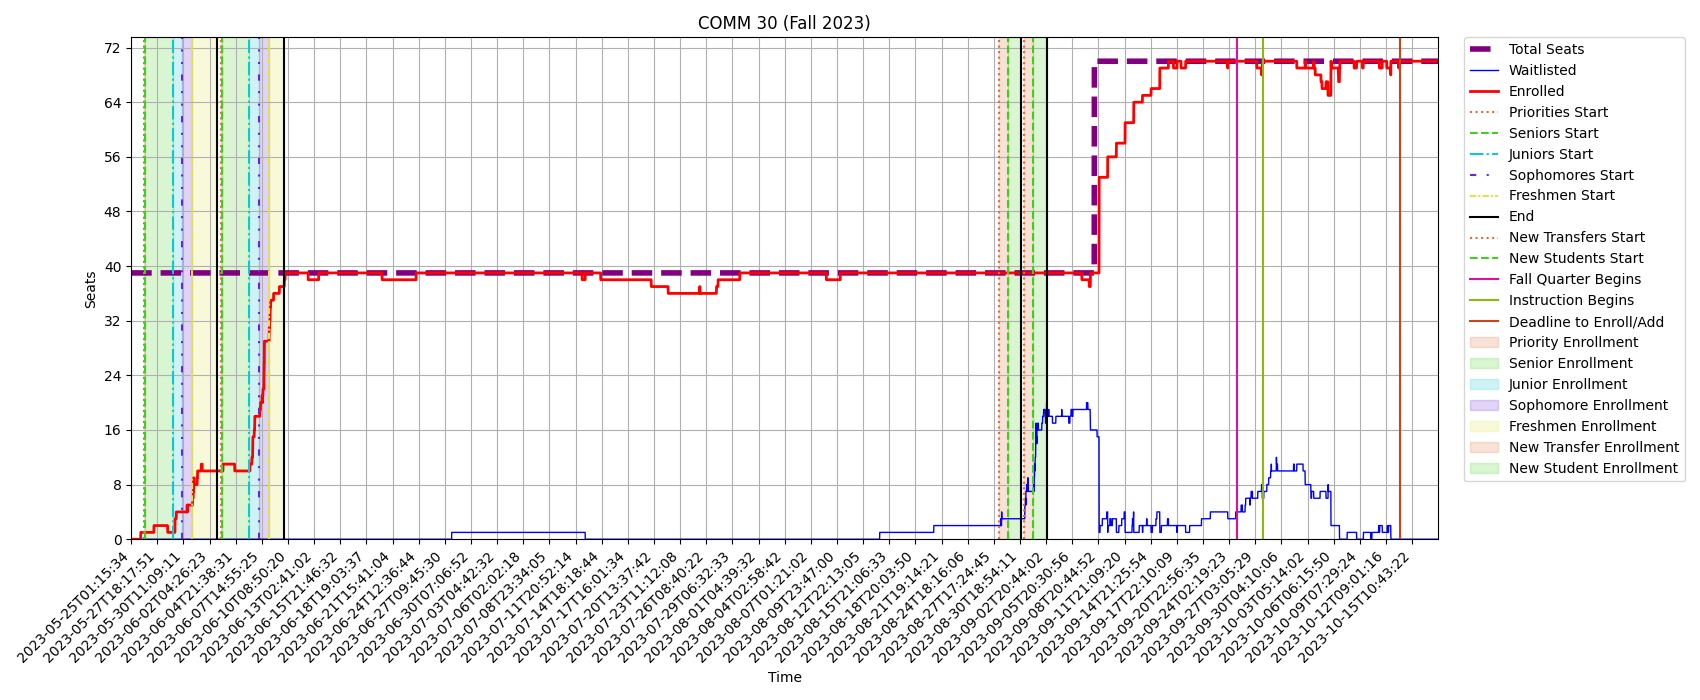 COMM 30 (Fall 2023)
72
64
56
48
40
32
24
16
8
0
Seats
2023-05-25T01:15:34
2023-05-27T18:17:51
2023-05-30T11:09:11
2023-06-02T04:26:23
2023-06-04T21:38:31
2023-06-07T14:55:25
2023-06-10T08:50:20
2023-06-13T02:41:02
2023-06-15T21:46:32
2023-06-18T19:03:37
2023-06-21T15:41:04
2023-06-24T12:36:44
2023-06-27T09:45:30
2023-06-30T07:06:52
2023-07-03T04:42:32
2023-07-06T02:02:18
2023-07-08T23:34:05
2023-07-11T20:52:14
2023-07-14T18:18:44
2023-07-17T16:01:34
2023-07-20T13:37:42
2023-07-23T11:12:08
2023-07-26T08:40:22
2023-07-29T06:32:33
2023-08-01T04:39:32
2023-08-04T02:58:42
2023-08-07T01:21:02
2023-08-09T23:47:00
2023-08-12T22:13:05
2023-08-15T21:06:33
2023-08-18T20:03:50
2023-08-21T19:14:21
2023-08-24T18:16:06
2023-08-27T17:24:45
2023-08-30T18:54:11
2023-09-02T20:44:02
2023-09-05T20:30:56
2023-09-08T20:44:52
2023-09-11T21:09:20
2023-09-14T21:25:54
2023-09-17T22:10:09
2023-09-20T22:56:35
2023-09-24T02:19:23
2023-09-27T03:05:29
2023-09-30T04:10:06
2023-10-03T05:14:02
2023-10-06T06:15:50
2023-10-09T07:29:24
2023-10-12T09:01:16
2023-10-15T10:43:22
Time
Total Seats
Waitlisted
Enrolled
Priorities Start
Seniors Start
Juniors Start
Sophomores Start
Freshmen Start
End
New Transfers Start
New Students Start
Fall Quarter Begins
Instruction Begins
Deadline to Enroll/Add
Priority Enrollment
Senior Enrollment
Junior Enrollment
Sophomore Enrollment
Freshmen Enrollment
New Transfer Enrollment
New Student Enrollment